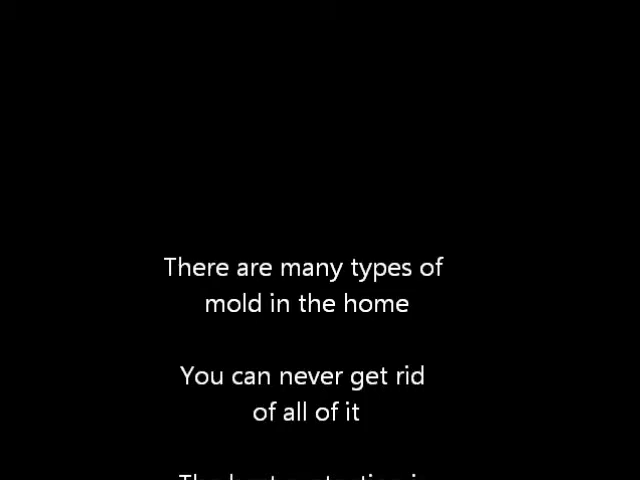 There are many types of
mold in the home
You can never get rid
of all of it